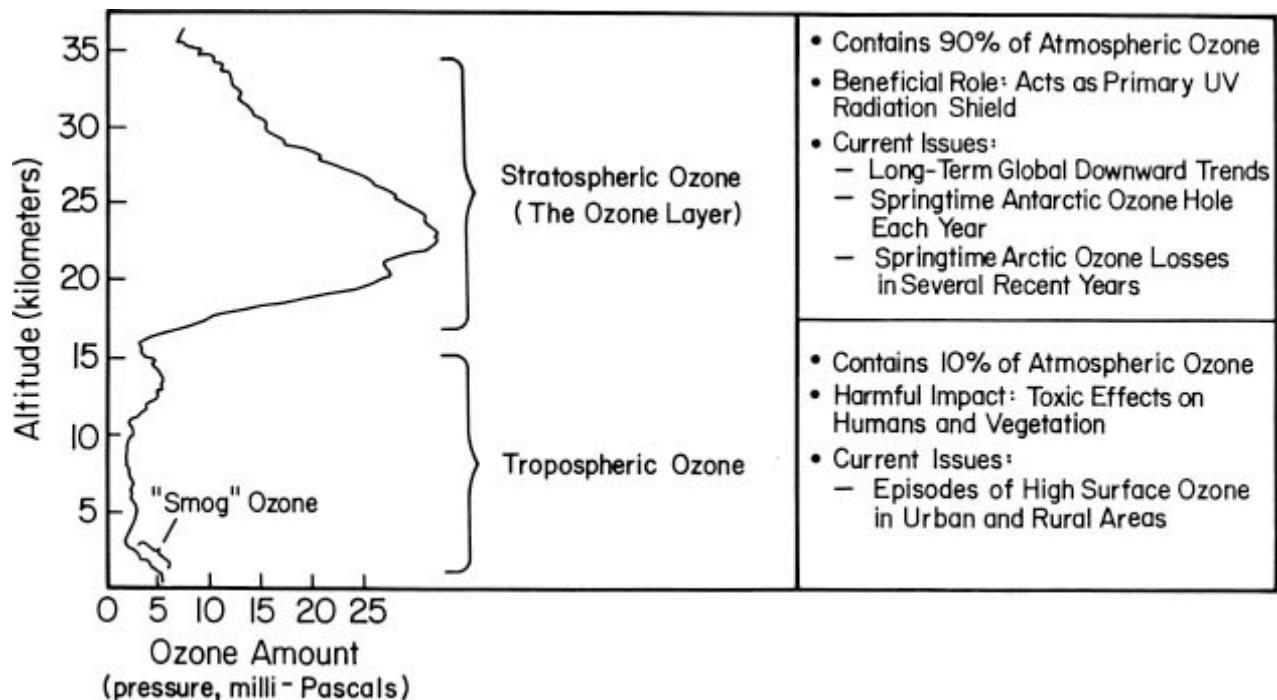 35
30
25
20
15
10
5
Altitude (kilometers)
"Smog" Ozone
0 5 10 15 20 25
Ozone Amount
(pressure, milli-Pascals)
Stratospheric Ozone
(The Ozone Layer)
Tropospheric Ozone
• Contains 90% of Atmospheric Ozone
• Beneficial Role: Acts as Primary UV
Radiation Shield
• Current Issues:
— Long-Term Global Downward Trends
— Springtime Antarctic Ozone Hole
Each Year
— Springtime Arctic Ozone Losses
in Several Recent Years
• Contains 10% of Atmospheric Ozone
• Harmful Impact: Toxic Effects on
Humans and Vegetation
• Current Issues:
— Episodes of High Surface Ozone
in Urban and Rural Areas